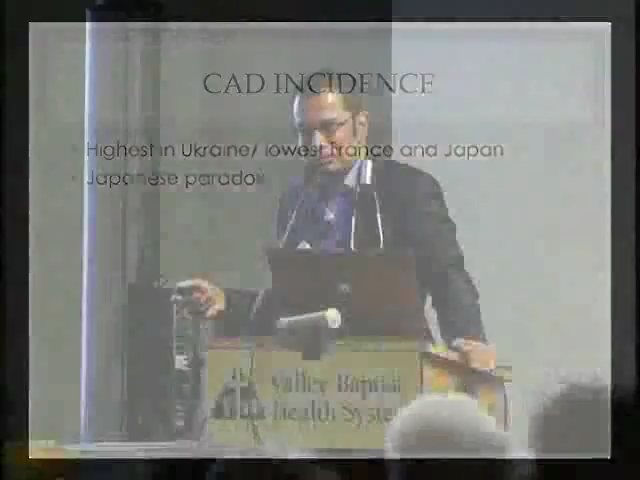 CAD INCIDENCE
Highest in Ukraine/ lowest france and Japan
Japanese paradox
Valley Baptist
Health System